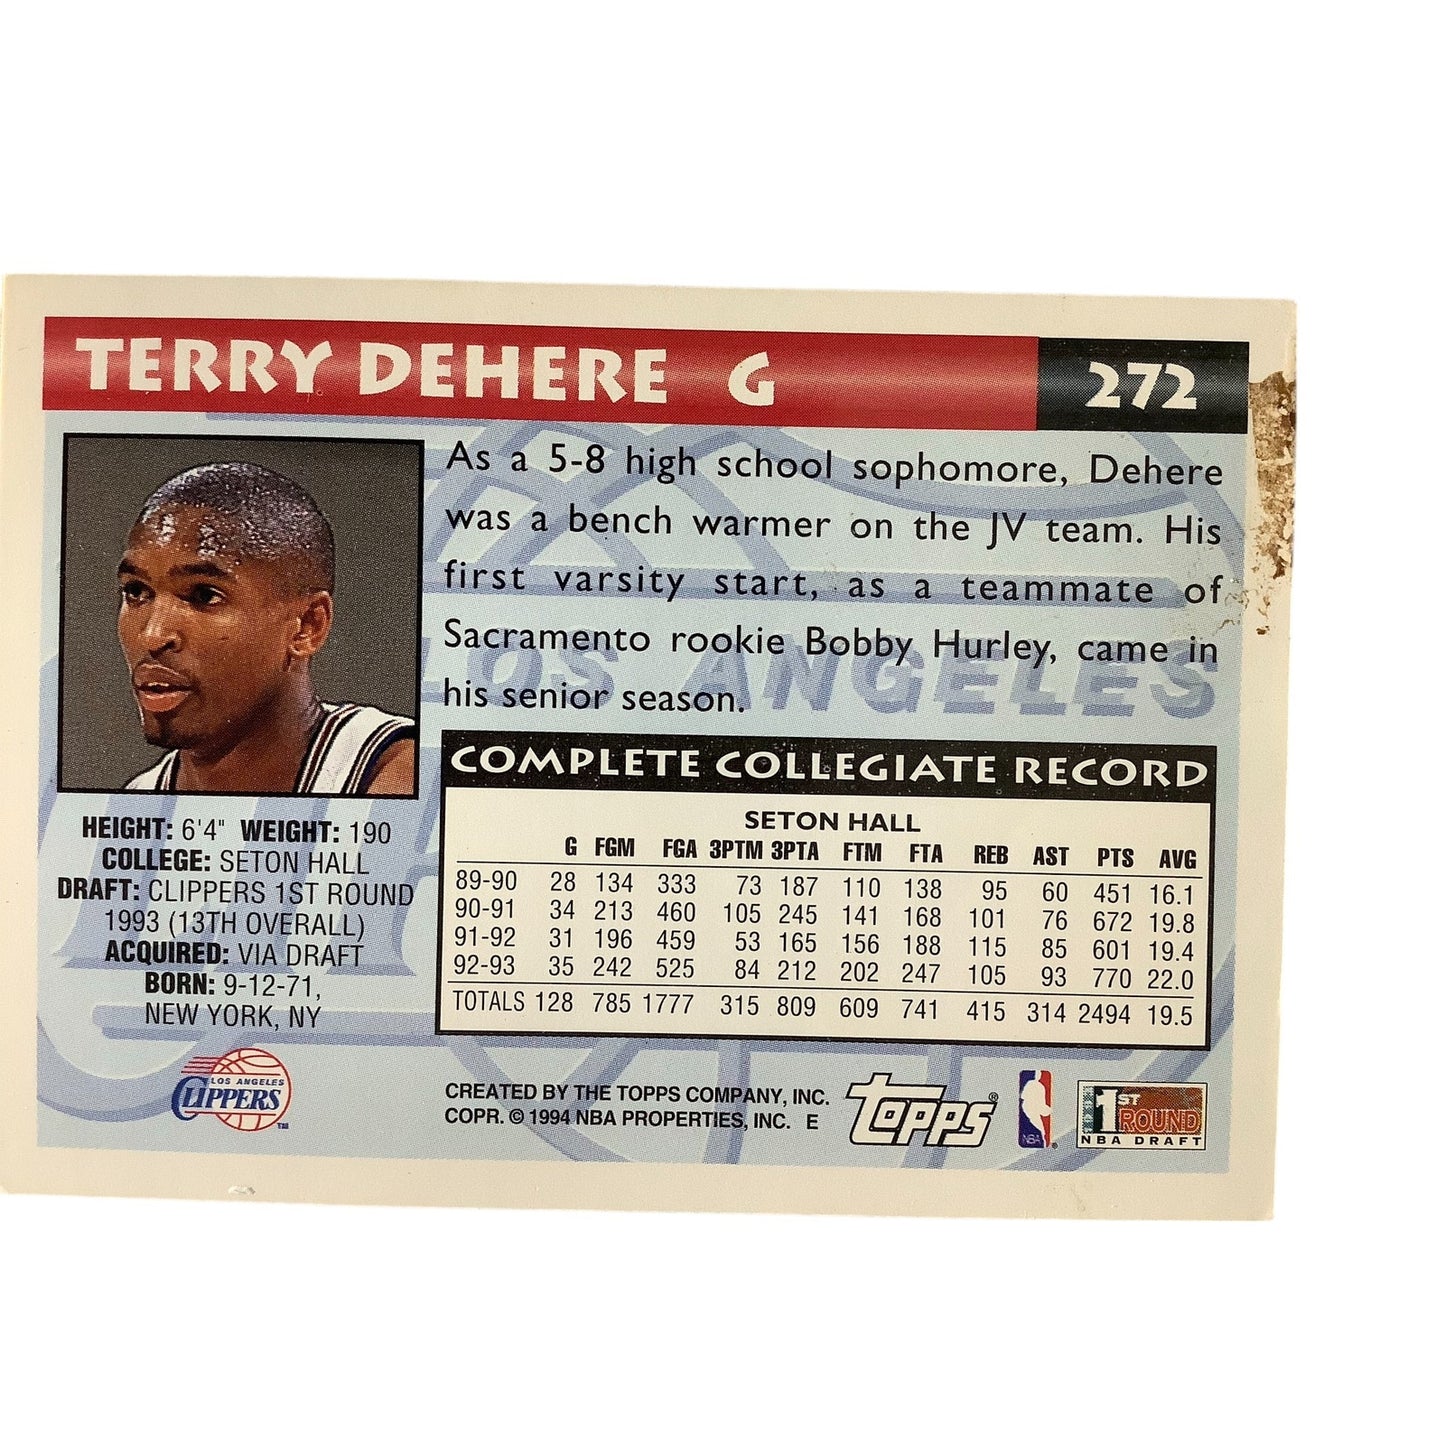 TERRY DEHERE G 272
As a 5-8 high school sophomore, Dehere
was a bench warmer on the JV team. His
first varsity start, as a teammate of
Sacramento rookie Bobby Hurley, came in
his senior season.
LOS ANGELES
HEIGHT: 6'4" WEIGHT: 190
COLLEGE: SETON HALL
DRAFT: CLIPPERS 1ST ROUND
1993 (13TH OVERALL)
ACQUIRED: VIA DRAFT
BORN: 9-12-71,
NEW YORK, NY
COMPLETE COLLEGIATE RECORD
SETON HALL
G FGM FGA 3PTM 3PTA FTM FTA REB AST PTS AVG
89-90 28 134 333 73 187 110 138 95 60 451 16.1
90-91 34 213 460 105 245 141 168 101 76 672 19.8
91-92 31 196 459 53 165 156 188 115 85 601 19.4
92-93 35 242 525 84 212 202 247 105 93 770 22.0
TOTALS 128 785 1777 315 809 609 741 415 314 2494 19.5
LOS ANGELES
CLIPPERS
TM
CREATED BY THE TOPPS COMPANY, INC.
COPR. © 1994 NBA PROPERTIES, INC. E
TOPPS®
NBA®
1ST
ROUND
NBA DRAFT